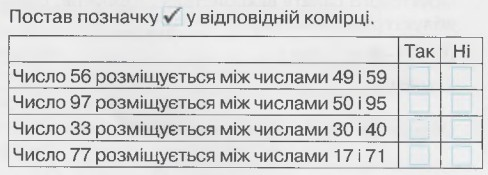 Постав позначку ✓ у відповідній комірці.
Так Ні
Число 56 розміщується між числами 49 і 59
Число 97 розміщується між числами 50 і 95
Число 33 розміщується між числами 30 і 40
Число 77 розміщується між числами 17 і 71